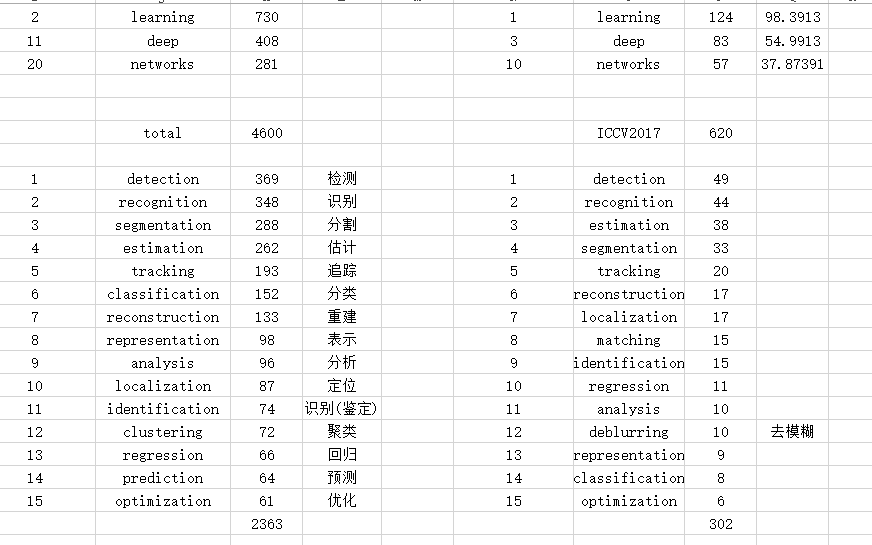 2 learning 730 1 learning 124 98.3913
11 deep 408 3 deep 83 54.9913
20 networks 281 10 networks 57 37.87391
total 4600 ICCV2017 620
1 detection 369 检测 1 detection 49
2 recognition 348 识别 2 recognition 44
3 segmentation 288 分割 3 estimation 38
4 estimation 262 估计 4 segmentation 33
5 tracking 193 追踪 5 tracking 20
6 classification 152 分类 6 reconstruction 17
7 reconstruction 133 重建 7 localization 17
8 representation 98 表示 8 matching 15
9 analysis 96 分析 9 identification 15
10 localization 87 定位 10 regression 11
11 identification 74 识别(鉴定) 11 analysis 10
12 clustering 72 聚类 12 deblurring 10 去模糊
13 regression 66 回归 13 representation 9
14 prediction 64 预测 14 classification 8
15 optimization 61 优化 15 optimization 6
2363 302